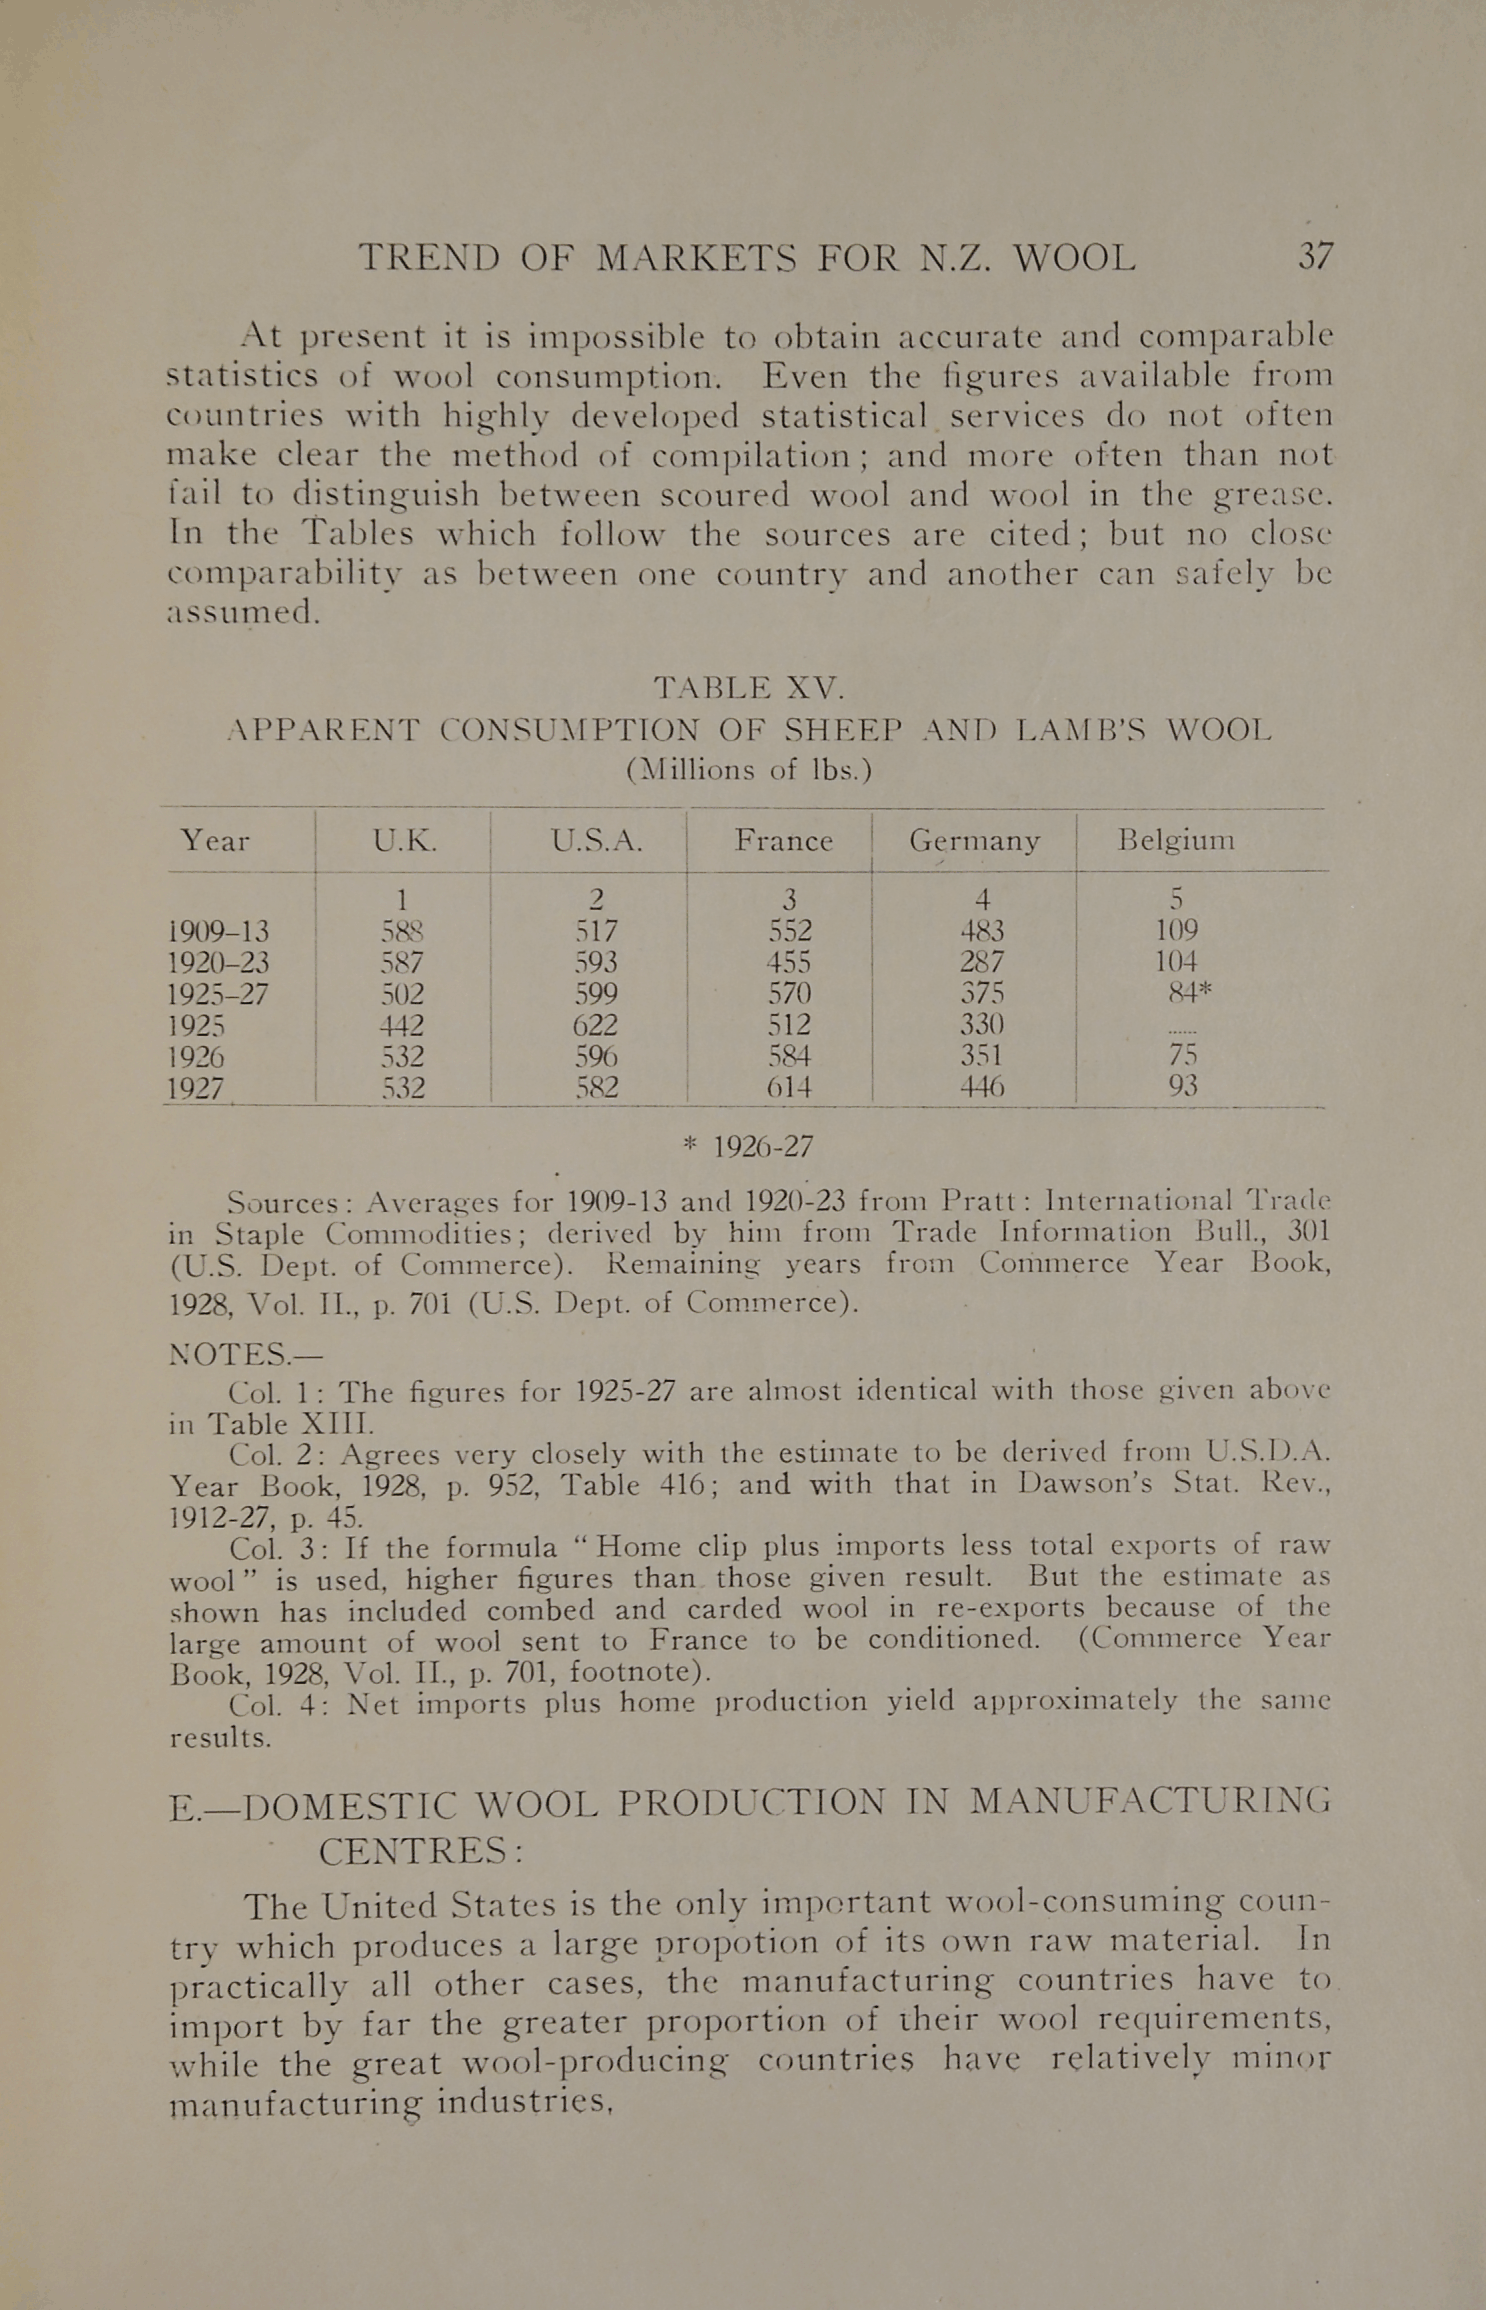 TREND OF MARKETS FOR N.Z. WOOL 37
At present it is impossible to obtain accurate and comparable
statistics of wool consumption. Even the figures available from
countries with highly developed statistical services do not often
make clear the method of compilation; and more often than not
fail to distinguish between scoured wool and wool in the grease.
In the Tables which follow the sources are cited; but no close
comparability as between one country and another can safely be
assumed.
TABLE XV.
APPARENT CONSUMPTION OF SHEEP AND LAMB'S WOOL
(Millions of lbs.)
Year U.K. U.S.A. France Germany Belgium
1 2 3 4 5
1909–13 588 517 552 483 109
1920–23 587 593 455 287 104
1925–27 502 599 570 375 84*
1925 442 622 512 330 ......
1926 532 596 584 351 75
1927 532 582 614 446 93
* 1926-27
Sources: Averages for 1909-13 and 1920-23 from Pratt: International Trade
in Staple Commodities; derived by him from Trade Information Bull., 301
(U.S. Dept. of Commerce). Remaining years from Commerce Year Book,
1928, Vol. II., p. 701 (U.S. Dept. of Commerce).
NOTES.—
Col. 1: The figures for 1925-27 are almost identical with those given above
in Table XIII.
Col. 2: Agrees very closely with the estimate to be derived from U.S.D.A.
Year Book, 1928, p. 952, Table 416; and with that in Dawson's Stat. Rev.,
1912-27, p. 45.
Col. 3: If the formula "Home clip plus imports less total exports of raw
wool" is used, higher figures than those given result. But the estimate as
shown has included combed and carded wool in re-exports because of the
large amount of wool sent to France to be conditioned. (Commerce Year
Book, 1928, Vol. II., p. 701, footnote).
Col. 4: Net imports plus home production yield approximately the same
results.
E.—DOMESTIC WOOL PRODUCTION IN MANUFACTURING
CENTRES:
The United States is the only important wool-consuming coun-
try which produces a large propotion of its own raw material. In
practically all other cases, the manufacturing countries have to
import by far the greater proportion of their wool requirements,
while the great wool-producing countries have relatively minor
manufacturing industries,